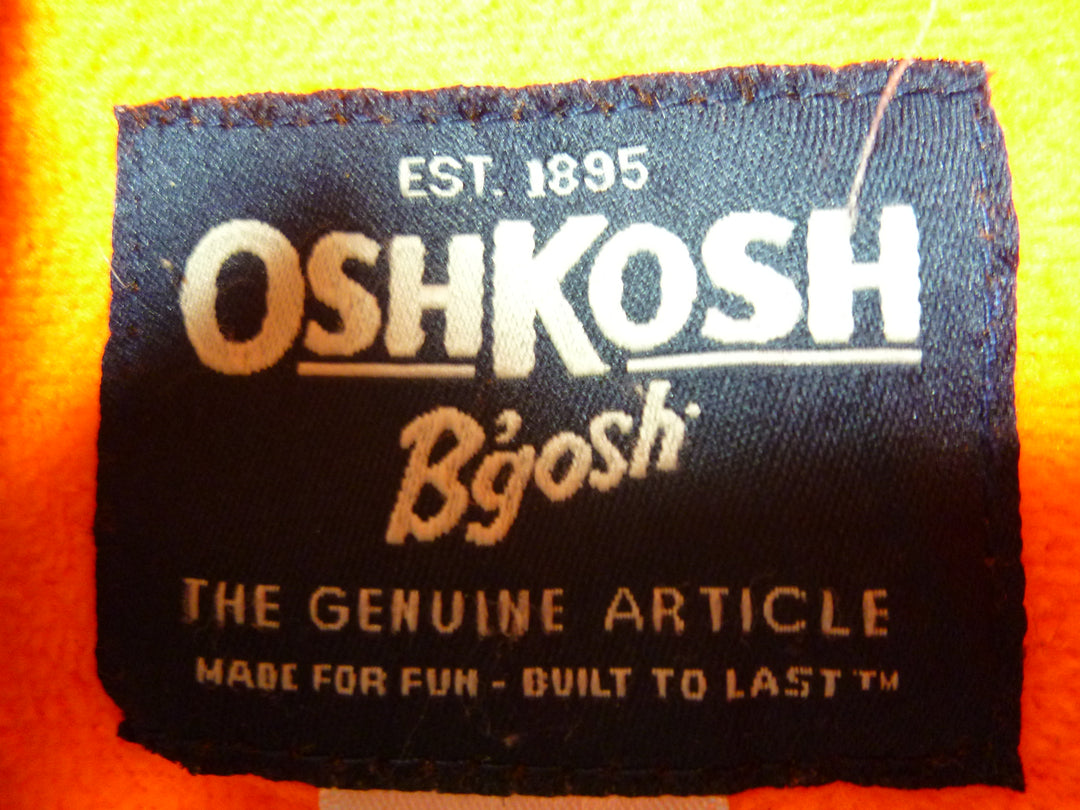 EST. 1895
OSHKOSH
B'gosh
THE GENUINE ARTICLE
MADE FOR FUN - BUILT TO LAST™